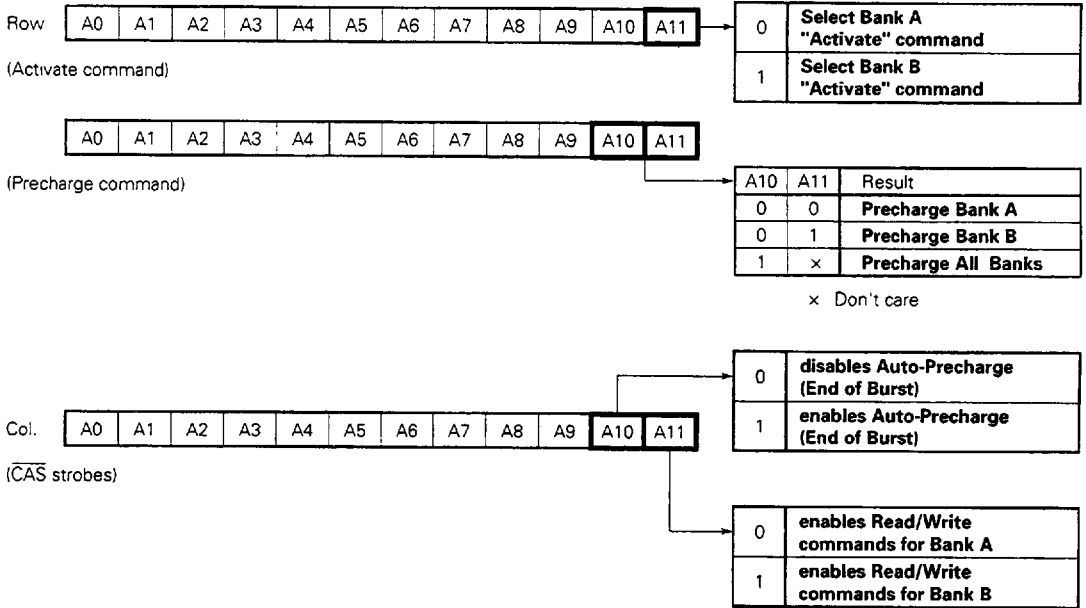 Row A0 A1 A2 A3 A4 A5 A6 A7 A8 A9 A10 A11
0 Select Bank A
"Activate" command
1 Select Bank B
"Activate" command
(Activate command)
A0 A1 A2 A3 A4 A5 A6 A7 A8 A9 A10 A11
(Precharge command)
A10 A11 Result
0 0 Precharge Bank A
0 1 Precharge Bank B
1 × Precharge All Banks
× Don't care
0 disables Auto-Precharge
(End of Burst)
1 enables Auto-Precharge
(End of Burst)
Col. A0 A1 A2 A3 A4 A5 A6 A7 A8 A9 A10 A11
(C̅A̅S̅ strobes)
0 enables Read/Write
commands for Bank A
1 enables Read/Write
commands for Bank B